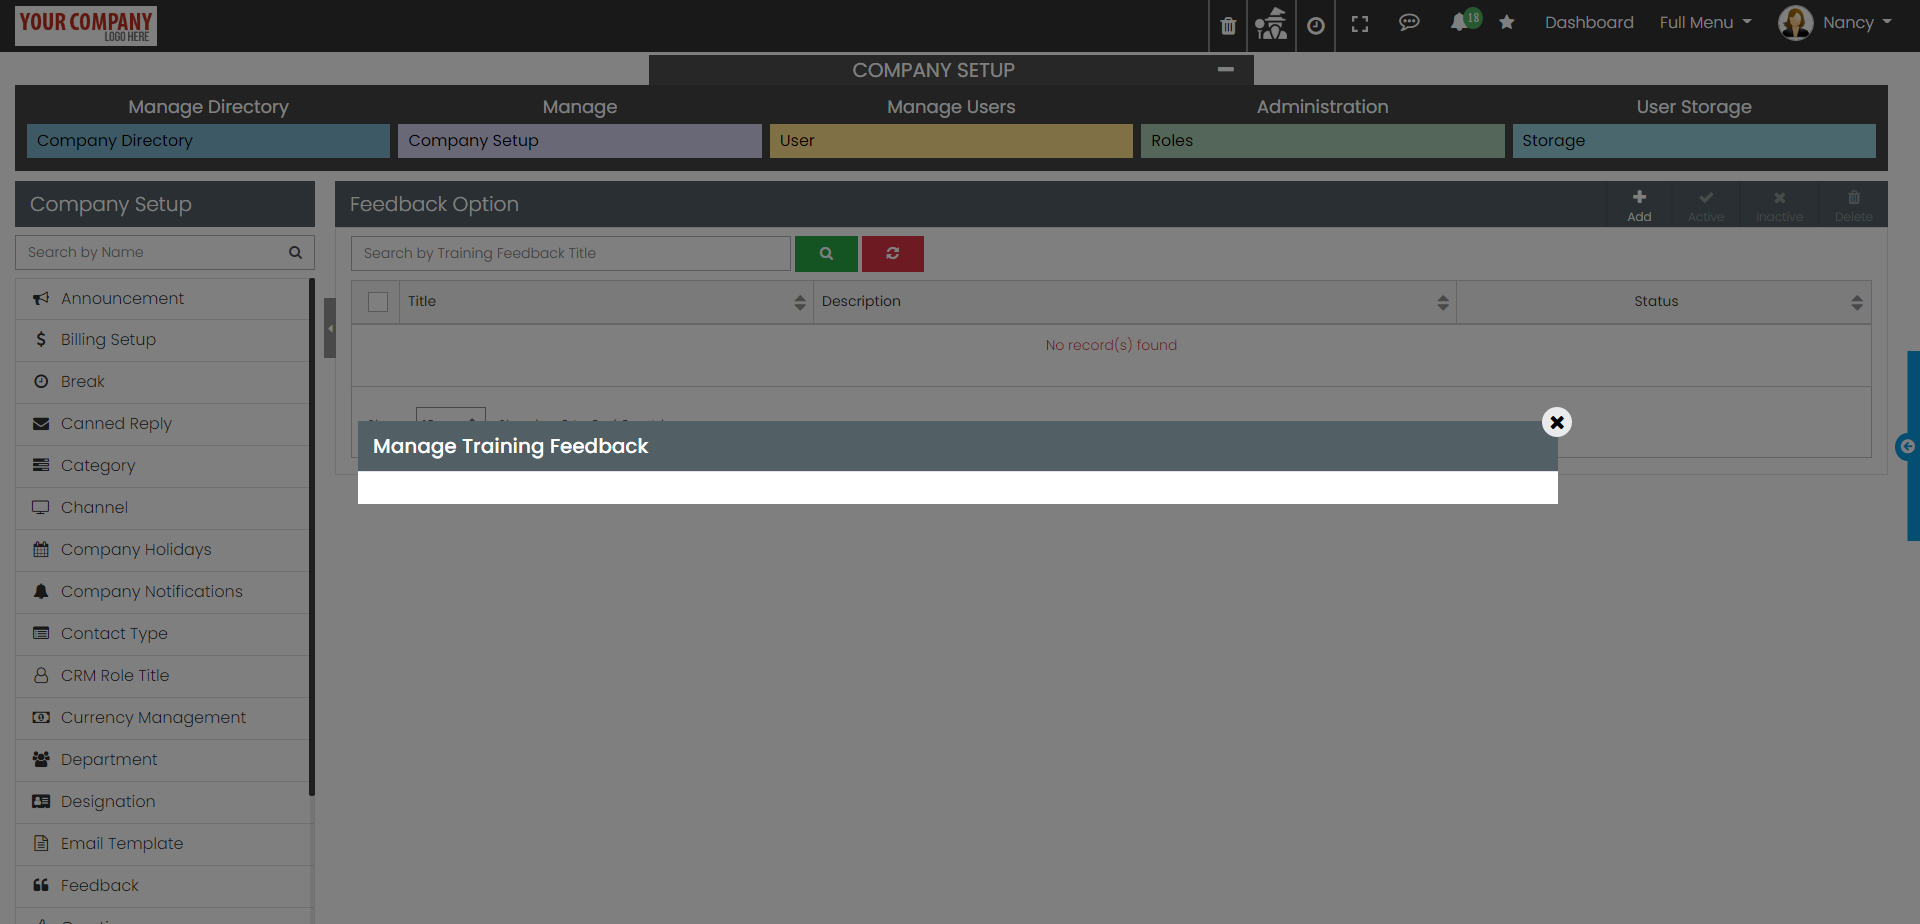 YOUR COMPANY
LOGO HERE
18
Dashboard
Full Menu
Nancy
COMPANY SETUP
Manage Directory
Manage
Manage Users
Administration
User Storage
Company Directory
Company Setup
User
Roles
Storage
Company Setup
Search by Name
Announcement
Billing Setup
Break
Canned Reply
Category
Channel
Company Holidays
Company Notifications
Contact Type
CRM Role Title
Currency Management
Department
Designation
Email Template
Feedback
Feedback Option
Add
Active
Inactive
Delete
Search by Training Feedback Title
Title
Description
Status
No record(s) found
Manage Training Feedback